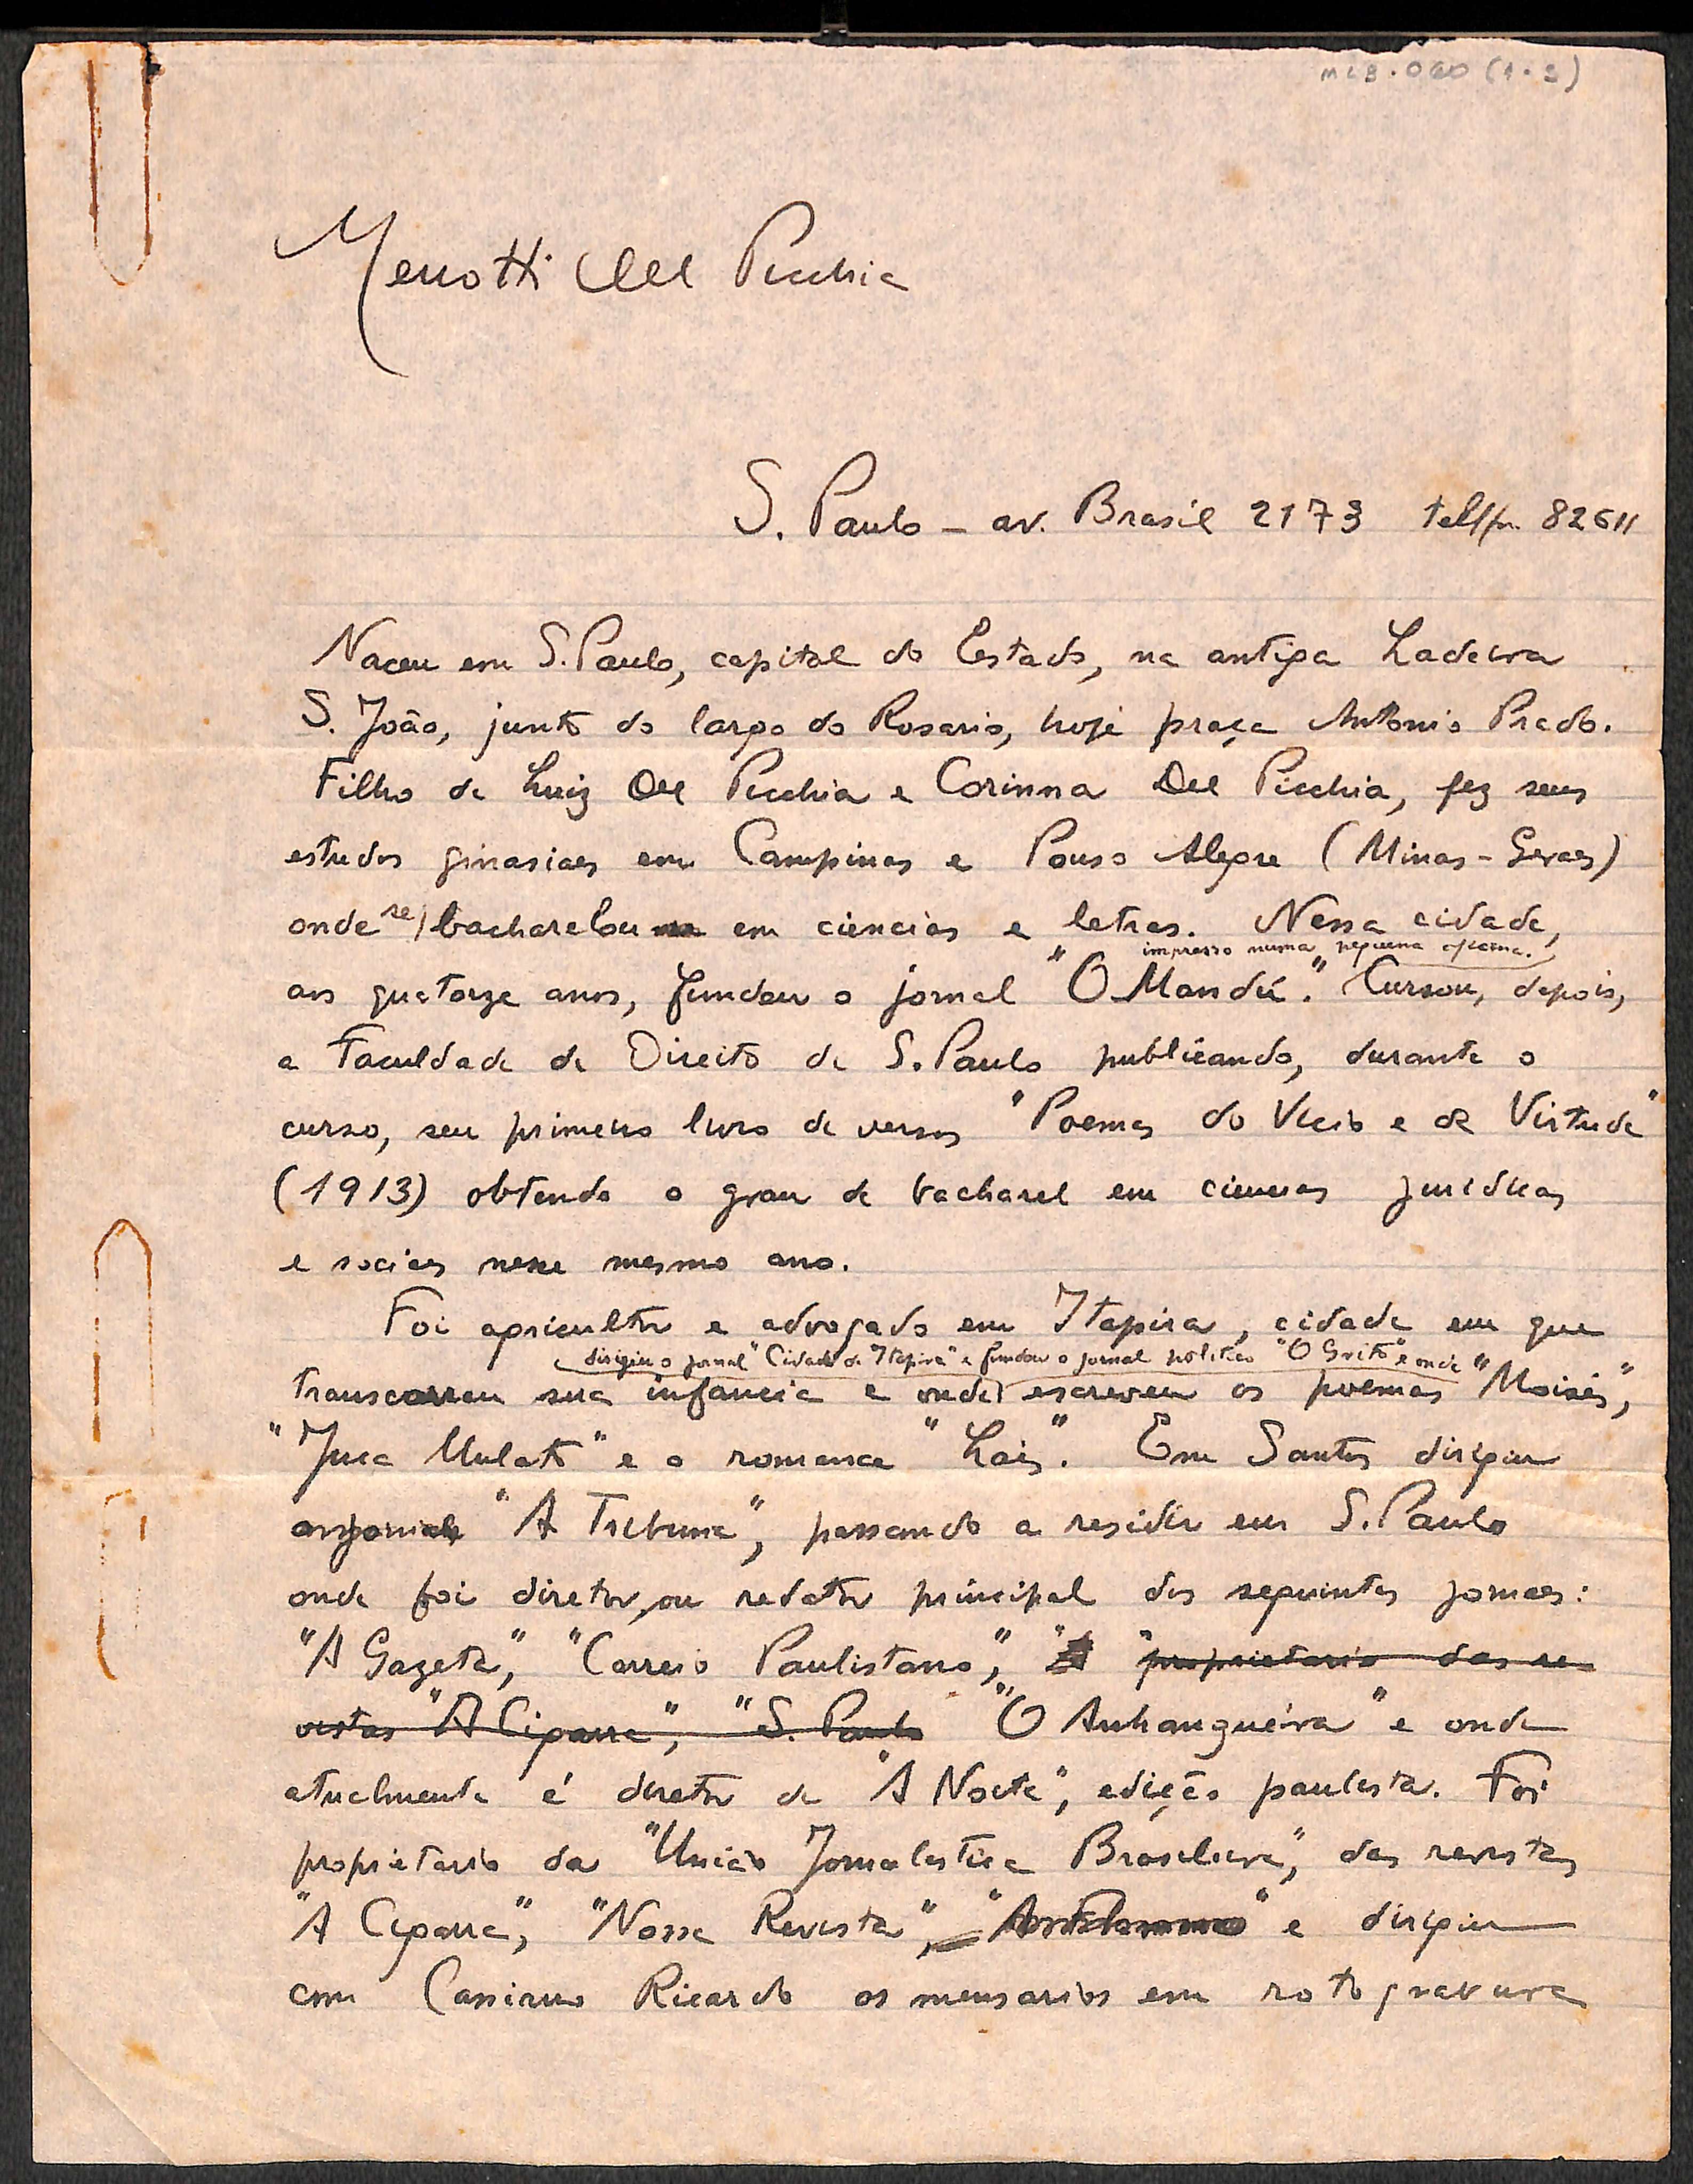 MLB.060 (1.2)
Menotti Del Picchia
S. Paulo - av. Brasil 2173 telfn. 82611
Naceu em S. Paulo, capital do Estado, na antiga Ladeira
S. João, junto do largo do Rosario, hoje praça Antonio Prado.
Filho de Luiz Del Picchia e Corinna Del Picchia, fez seus
estudos ginasiaes em Campinas e Pouso Alegre (Minas-Geraes)
onde se bacharelou em ciencias e letras. Nessa cidade,
impresso numa pequena oficina.
aos quatorze anos, fundou o jornal "O Mandú". Cursou, depois,
a Faculdade de Direito de S. Paulo publicando, durante o
curso, seu primeiro livro de versos "Poemas do Vicio e da Virtude"
(1913) obtendo o grau de bacharel em ciencias juridicas
e sociaes nesse mesmo ano.
Foi agricultor e advogado em Itapira, cidade em que
dirigiu o jornal "Cidade de Itapira" e fundou o jornal politico "O Grito" e onde
transcorreu sua infancia e onde escreveu os poemas "Moisés",
"Juca Mulato" e o romance "Laís". Em Santos dirigiu
"A Tribuna", passando a residir em S. Paulo
onde foi diretor, ou redator principal dos seguintes jornaes:
"A Gazeta", "Correio Paulistano", "proprietario das re-
vistas "A Cigarra", "S. Paulo "O Anhanguéra" e onde
atualmente é diretor de "A Noite", edição paulista. Foi
proprietario da "União Jornalistica Brasileira", das revistas
"A Cigarra", "Nossa Revista", e dirigiu
com Cassiano Ricardo os mensarios em rotogravura